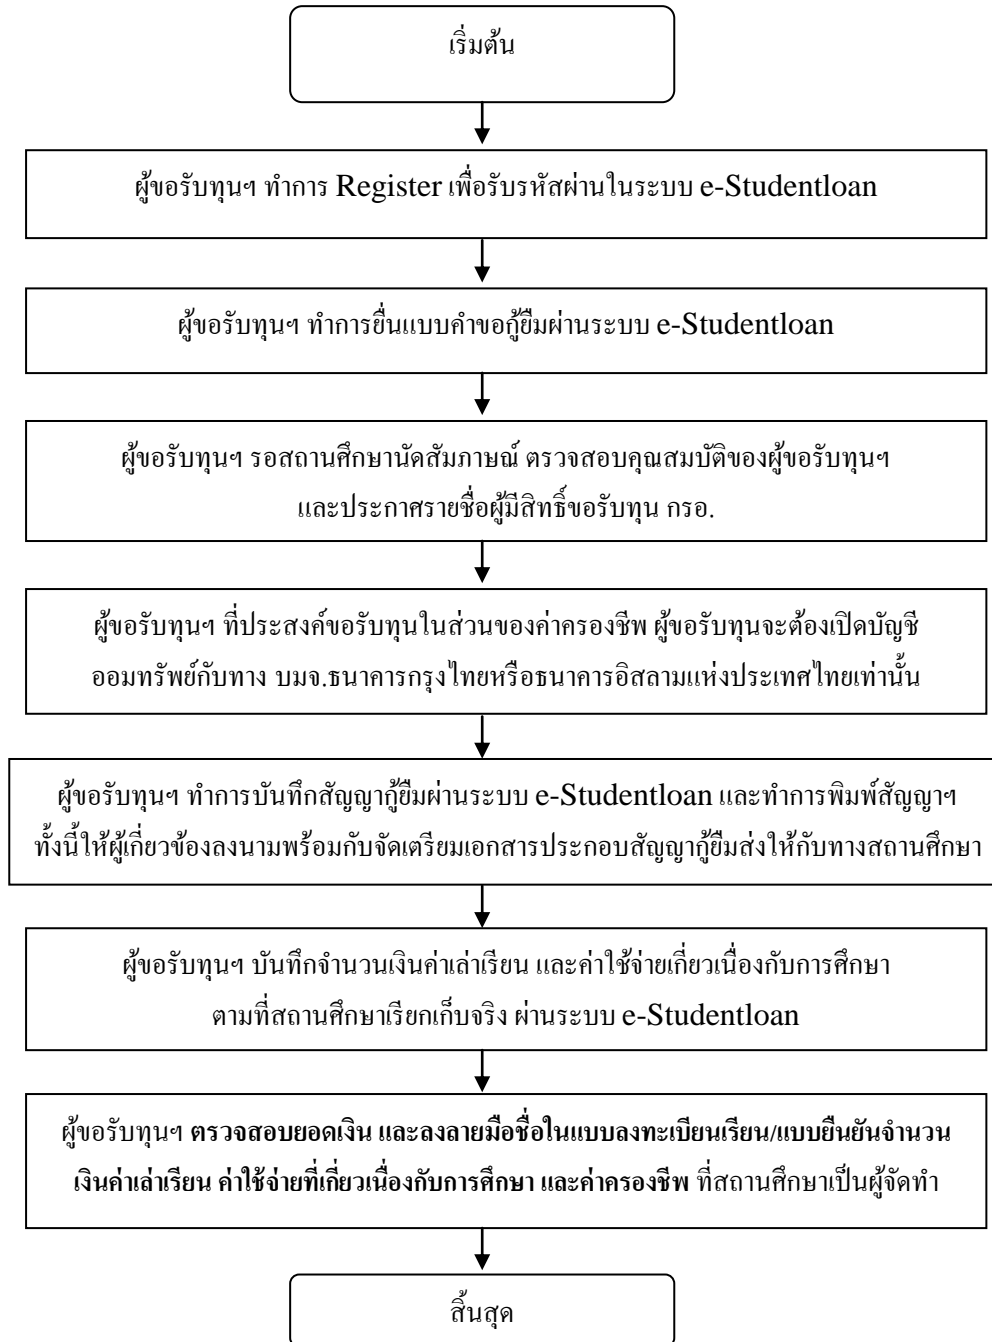 เริ่มต้น
ผู้ขอรับทุนฯ ทำการ Register เพื่อรับรหัสผ่านในระบบ e-Studentloan
ผู้ขอรับทุนฯ ทำการยื่นแบบคำขอกู้ยืมผ่านระบบ e-Studentloan
ผู้ขอรับทุนฯ รอสถานศึกษานัดสัมภาษณ์ ตรวจสอบคุณสมบัติของผู้ขอรับทุนฯ
และประกาศรายชื่อผู้มีสิทธิ์ขอรับทุน กรอ.
ผู้ขอรับทุนฯ ที่ประสงค์ขอรับทุนในส่วนของค่าครองชีพ ผู้ขอรับทุนจะต้องเปิดบัญชี
ออมทรัพย์กับทาง บมจ.ธนาคารกรุงไทยหรือธนาคารอิสลามแห่งประเทศไทยเท่านั้น
ผู้ขอรับทุนฯ ทำการบันทึกสัญญากู้ยืมผ่านระบบ e-Studentloan และทำการพิมพ์สัญญาฯ
ทั้งนี้ให้ผู้เกี่ยวข้องลงนามพร้อมกับจัดเตรียมเอกสารประกอบสัญญากู้ยืมส่งให้กับทางสถานศึกษา
ผู้ขอรับทุนฯ บันทึกจำนวนเงินค่าเล่าเรียน และค่าใช้จ่ายเกี่ยวเนื่องกับการศึกษา
ตามที่สถานศึกษาเรียกเก็บจริง ผ่านระบบ e-Studentloan
ผู้ขอรับทุนฯ ตรวจสอบยอดเงิน และลงลายมือชื่อในแบบลงทะเบียนเรียน/แบบยืนยันจำนวน
เงินค่าเล่าเรียน ค่าใช้จ่ายที่เกี่ยวเนื่องกับการศึกษา และค่าครองชีพ ที่สถานศึกษาเป็นผู้จัดทำ
สิ้นสุด